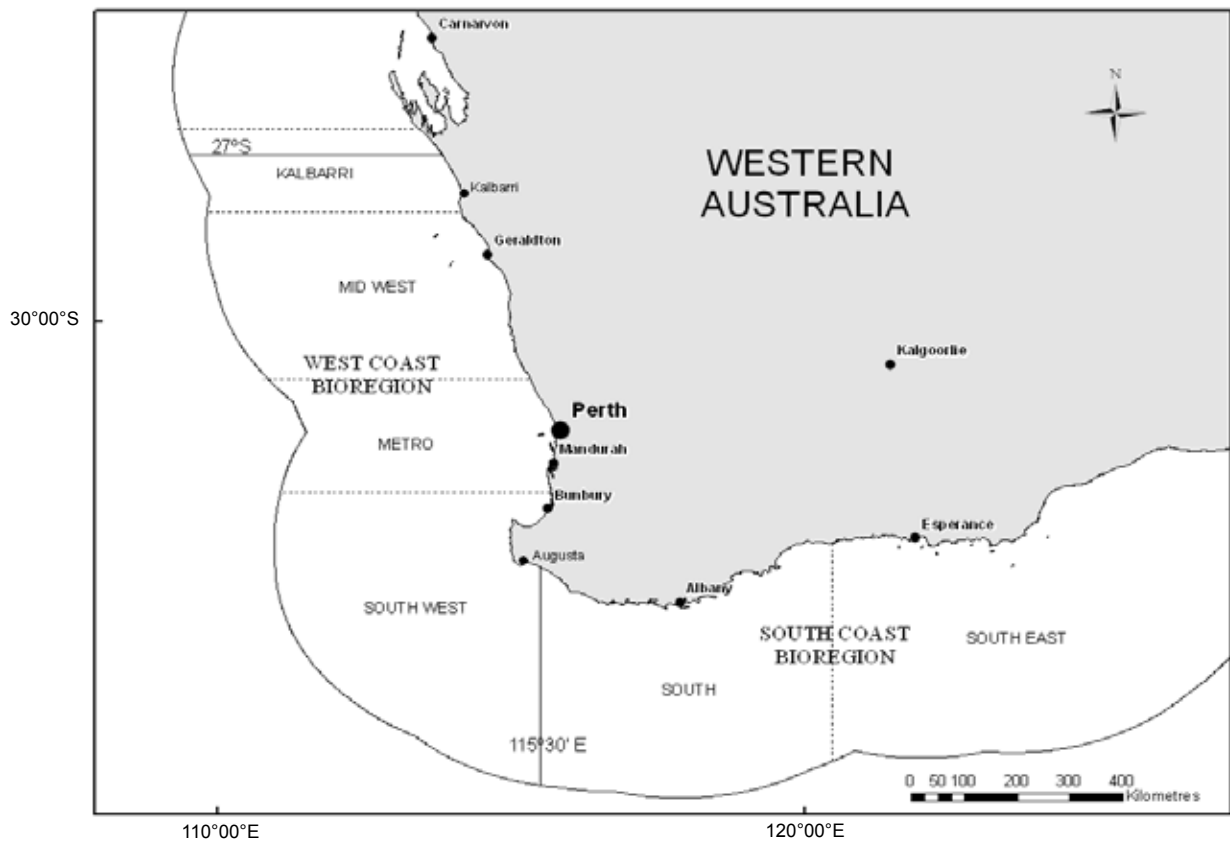 Carnarvon
N
27°S
KALBARRI
Kalbarri
WESTERN
AUSTRALIA
Geraldton
MID WEST
30°00'S
WEST COAST
BIOREGION
Kalgoorlie
Perth
METRO
Mandurah
Bunbury
Esperance
Augusta
Albany
SOUTH WEST
SOUTH COAST
BIOREGION
SOUTH EAST
SOUTH
115°30' E
0 50 100 200 300 400
Kilometres
110°00'E
120°00'E